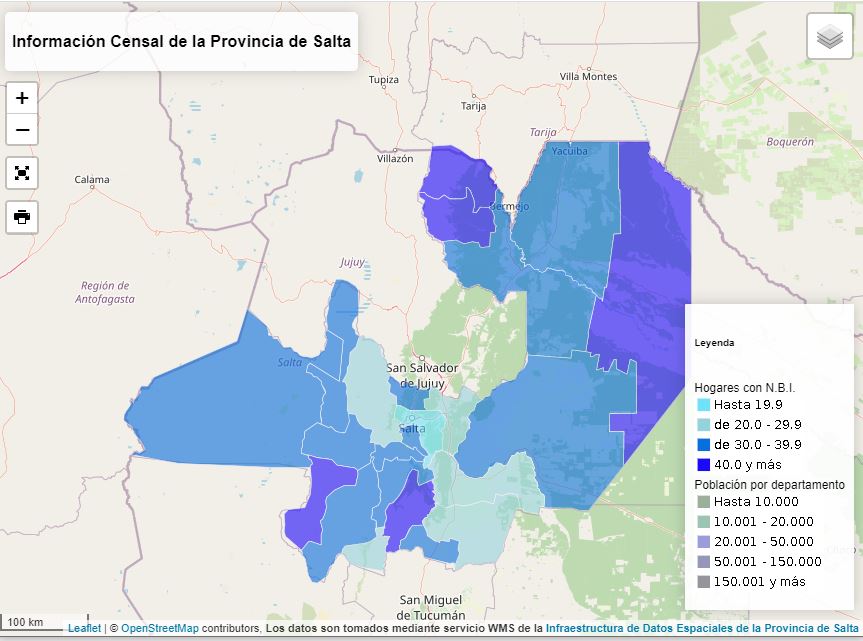 Información Censal de la Provincia de Salta
+
−
Tupiza
Villa Montes
Tarija
Tarija
Boquerón
Yacuiba
Villazón
Calama
Bermejo
Jujuy
Región de
Antofagasta
Salta
San Salvador
de Jujuy
Salta
San Miguel
de Tucumán
Leyenda
Hogares con N.B.I.
Hasta 19.9
de 20.0 - 29.9
de 30.0 - 39.9
40.0 y más
Población por departamento
Hasta 10.000
10.001 - 20.000
20.001 - 50.000
50.001 - 150.000
150.001 y más
100 km
Leaflet | © OpenStreetMap contributors, Los datos son tomados mediante servicio WMS de la Infraestructura de Datos Espaciales de la Provincia de Salta